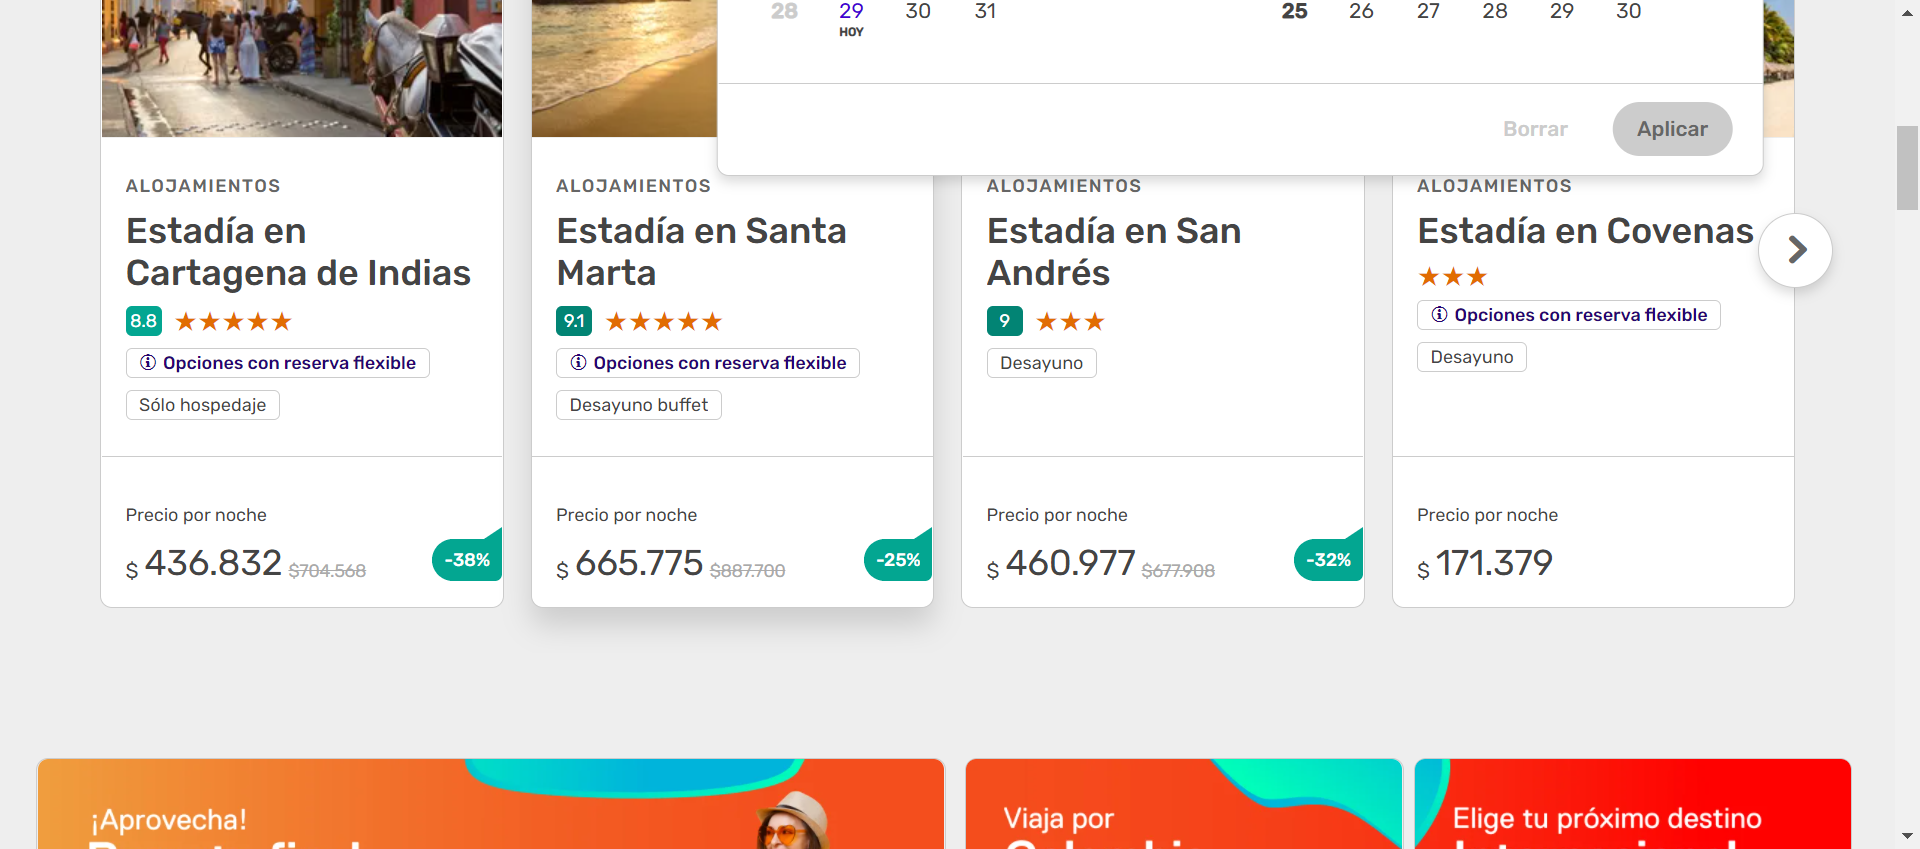 28 29 30 31 25 26 27 28 29 30
HOY
Borrar Aplicar
ALOJAMIENTOS
Estadía en
Cartagena de Indias
8.8
Opciones con reserva flexible
Sólo hospedaje
Precio por noche
$ 436.832 $704.568
-38%
ALOJAMIENTOS
Estadía en Santa
Marta
9.1
Opciones con reserva flexible
Desayuno buffet
Precio por noche
$ 665.775 $887.700
-25%
ALOJAMIENTOS
Estadía en San
Andrés
9
Desayuno
Precio por noche
$ 460.977 $677.908
-32%
ALOJAMIENTOS
Estadía en Covenas
Opciones con reserva flexible
Desayuno
Precio por noche
$ 171.379
¡Aprovecha!
Viaja por
Elige tu próximo destino